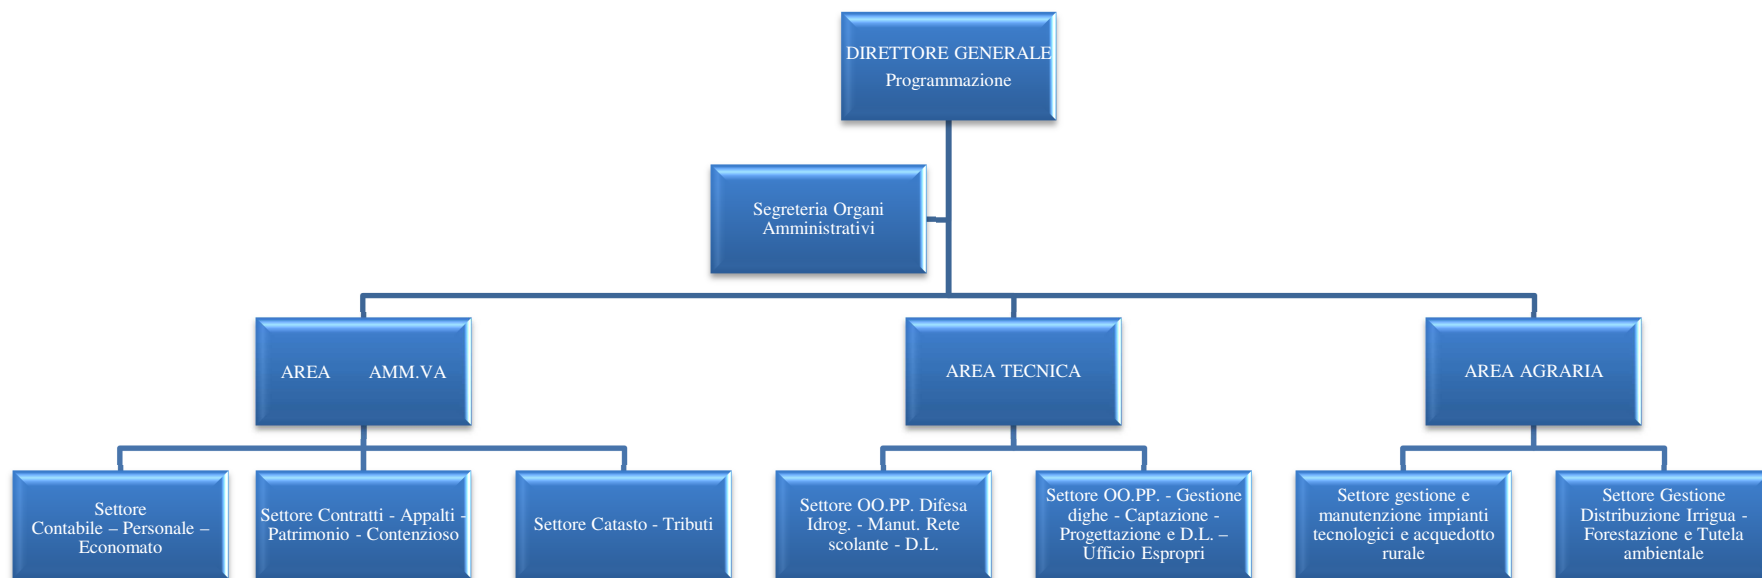 DIRETTORE GENERALE
Programmazione
Segreteria Organi
Amministrativi
AREA AMM.VA
AREA TECNICA
AREA AGRARIA
Settore
Contabile – Personale –
Economato
Settore Contratti - Appalti -
Patrimonio - Contenzioso
Settore Catasto - Tributi
Settore OO.PP. Difesa
Idrog. - Manut. Rete
scolante - D.L.
Settore OO.PP. - Gestione
dighe - Captazione -
Progettazione e D.L. –
Ufficio Espropri
Settore gestione e
manutenzione impianti
tecnologici e acquedotto
rurale
Settore Gestione
Distribuzione Irrigua -
Forestazione e Tutela
ambientale